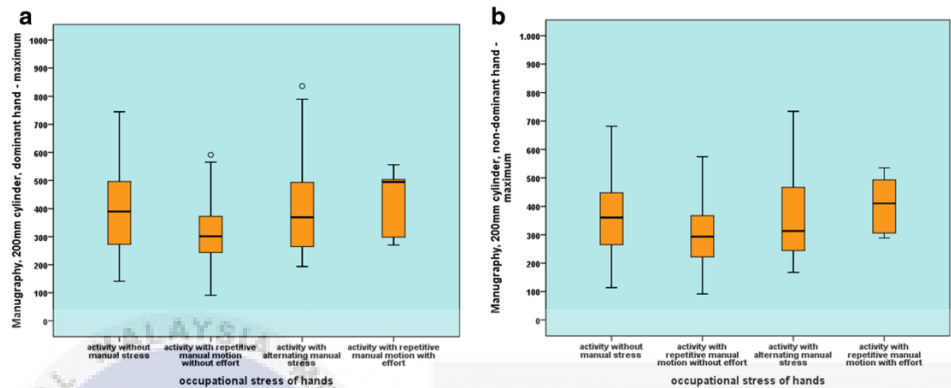 a
Manugraphy, 200mm cylinder, dominant hand - maximum
1000
900
800
700
600
500
400
300
200
100
0
activity without
manual stress
activity with repetitive
manual motion
without effort
activity with
alternating manual
stress
activity with repetitive
manual motion with
effort
occupational stress of hands
b
Manugraphy, 200mm cylinder, non-dominant hand -
maximum
1.000
900
800
700
600
500
400
300
200
100
0
activity without
manual stress
activity with
repetitive manual
motion without effort
activity with
alternating manual
stress
activity with
repetitive manual
motion with effort
occupational stress of hands
MALAYSIA